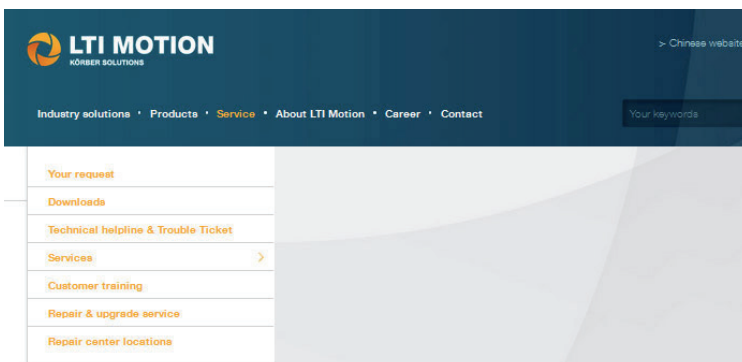 LTI MOTION
KÖRBER SOLUTIONS
> Chinese website
Industry solutions · Products · Service · About LTI Motion · Career · Contact
Your keywords
Your request
Downloads
Technical helpline & Trouble Ticket
Services >
Customer training
Repair & upgrade service
Repair center locations